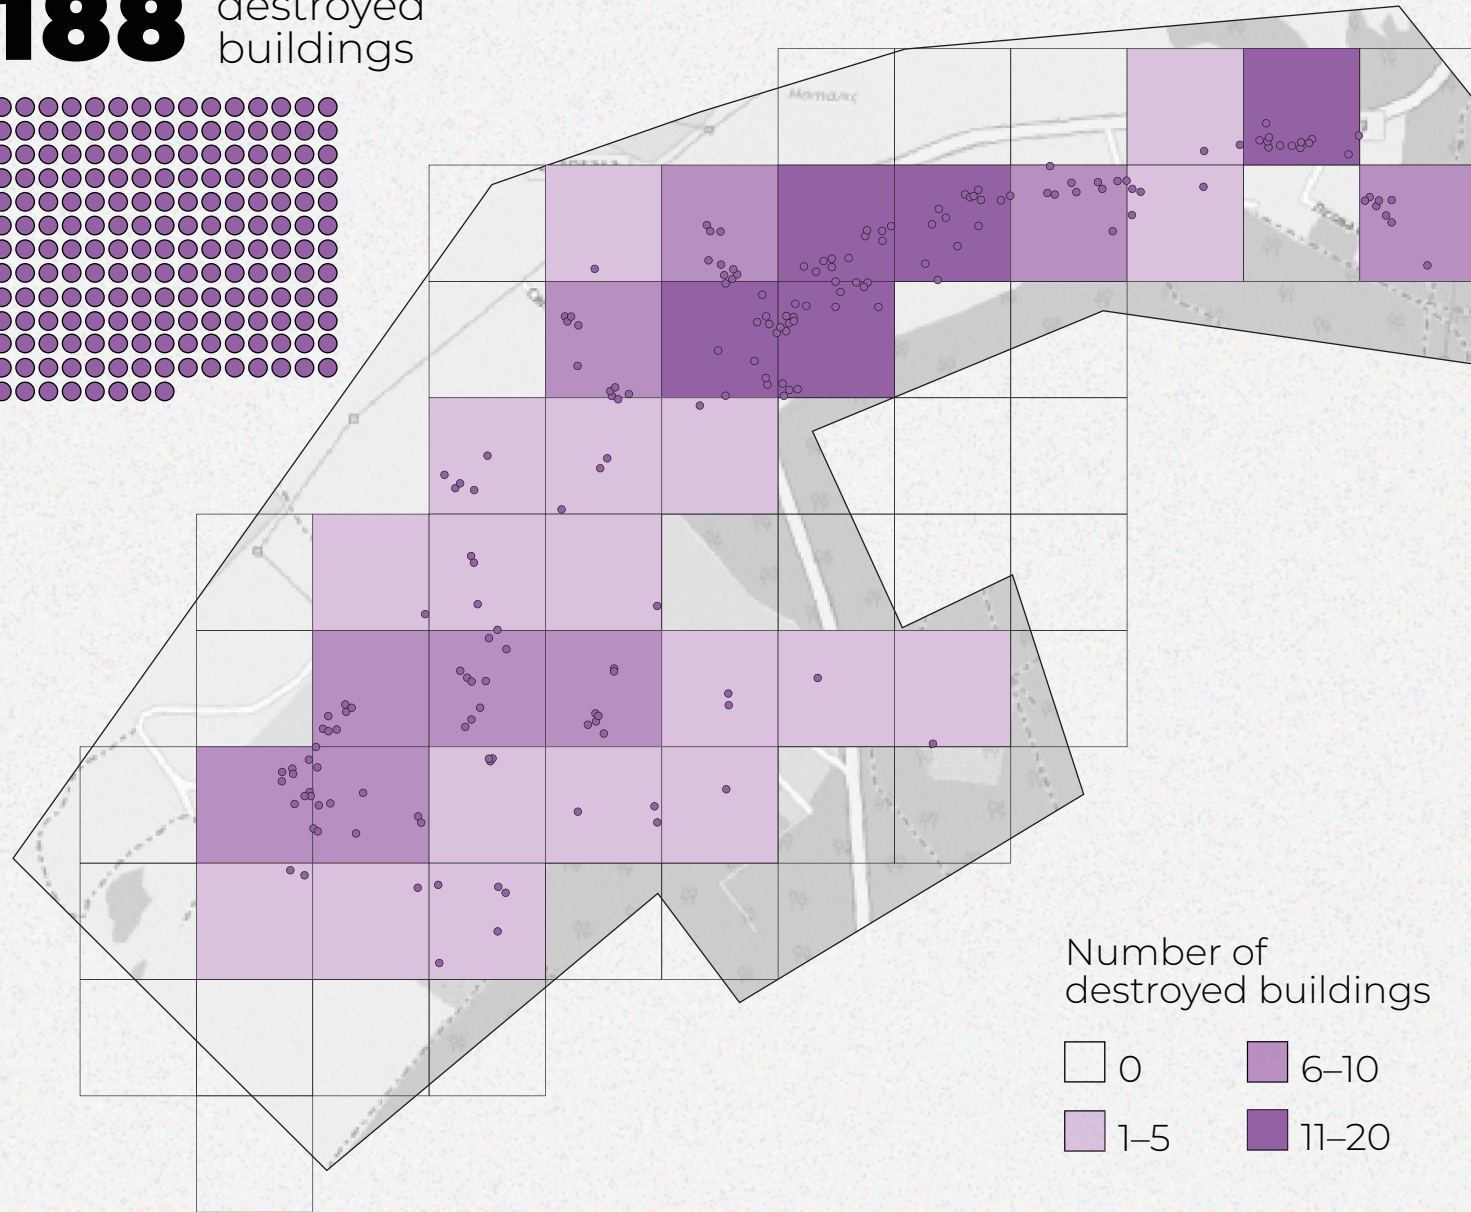 188
destroyed
buildings
Number of
destroyed buildings
0
6–10
1–5
11–20